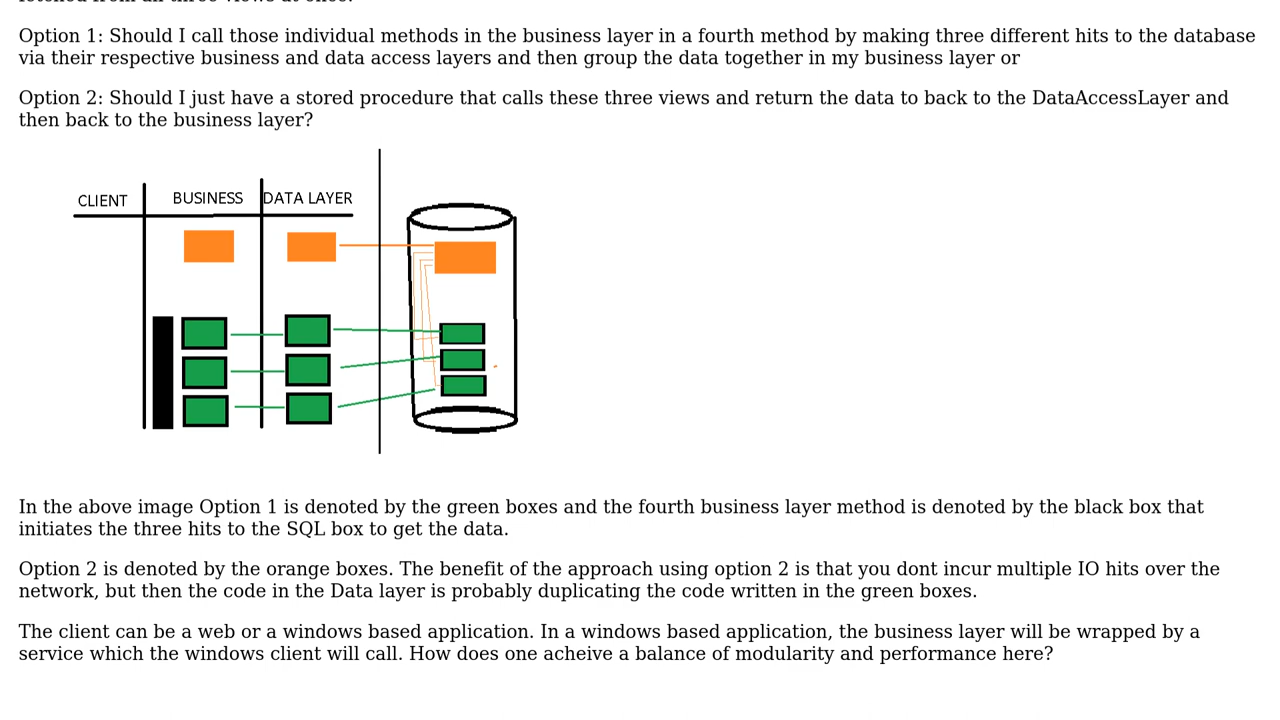 fetched from all three views at once.
Option 1: Should I call those individual methods in the business layer in a fourth method by making three different hits to the database
via their respective business and data access layers and then group the data together in my business layer or
Option 2: Should I just have a stored procedure that calls these three views and return the data to back to the DataAccessLayer and
then back to the business layer?
CLIENT BUSINESS DATA LAYER
In the above image Option 1 is denoted by the green boxes and the fourth business layer method is denoted by the black box that
initiates the three hits to the SQL box to get the data.
Option 2 is denoted by the orange boxes. The benefit of the approach using option 2 is that you dont incur multiple IO hits over the
network, but then the code in the Data layer is probably duplicating the code written in the green boxes.
The client can be a web or a windows based application. In a windows based application, the business layer will be wrapped by a
service which the windows client will call. How does one acheive a balance of modularity and performance here?